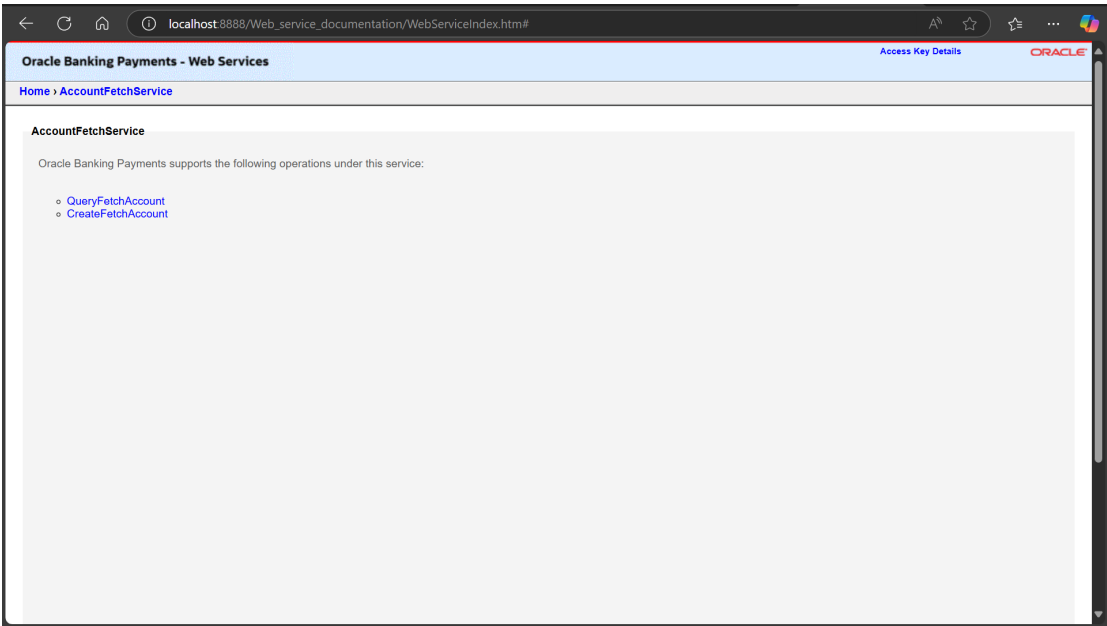 localhost:8888/Web_service_documentation/WebServiceIndex.htm#
Oracle Banking Payments - Web Services
Access Key Details
ORACLE
Home › AccountFetchService
AccountFetchService
Oracle Banking Payments supports the following operations under this service:
QueryFetchAccount
CreateFetchAccount